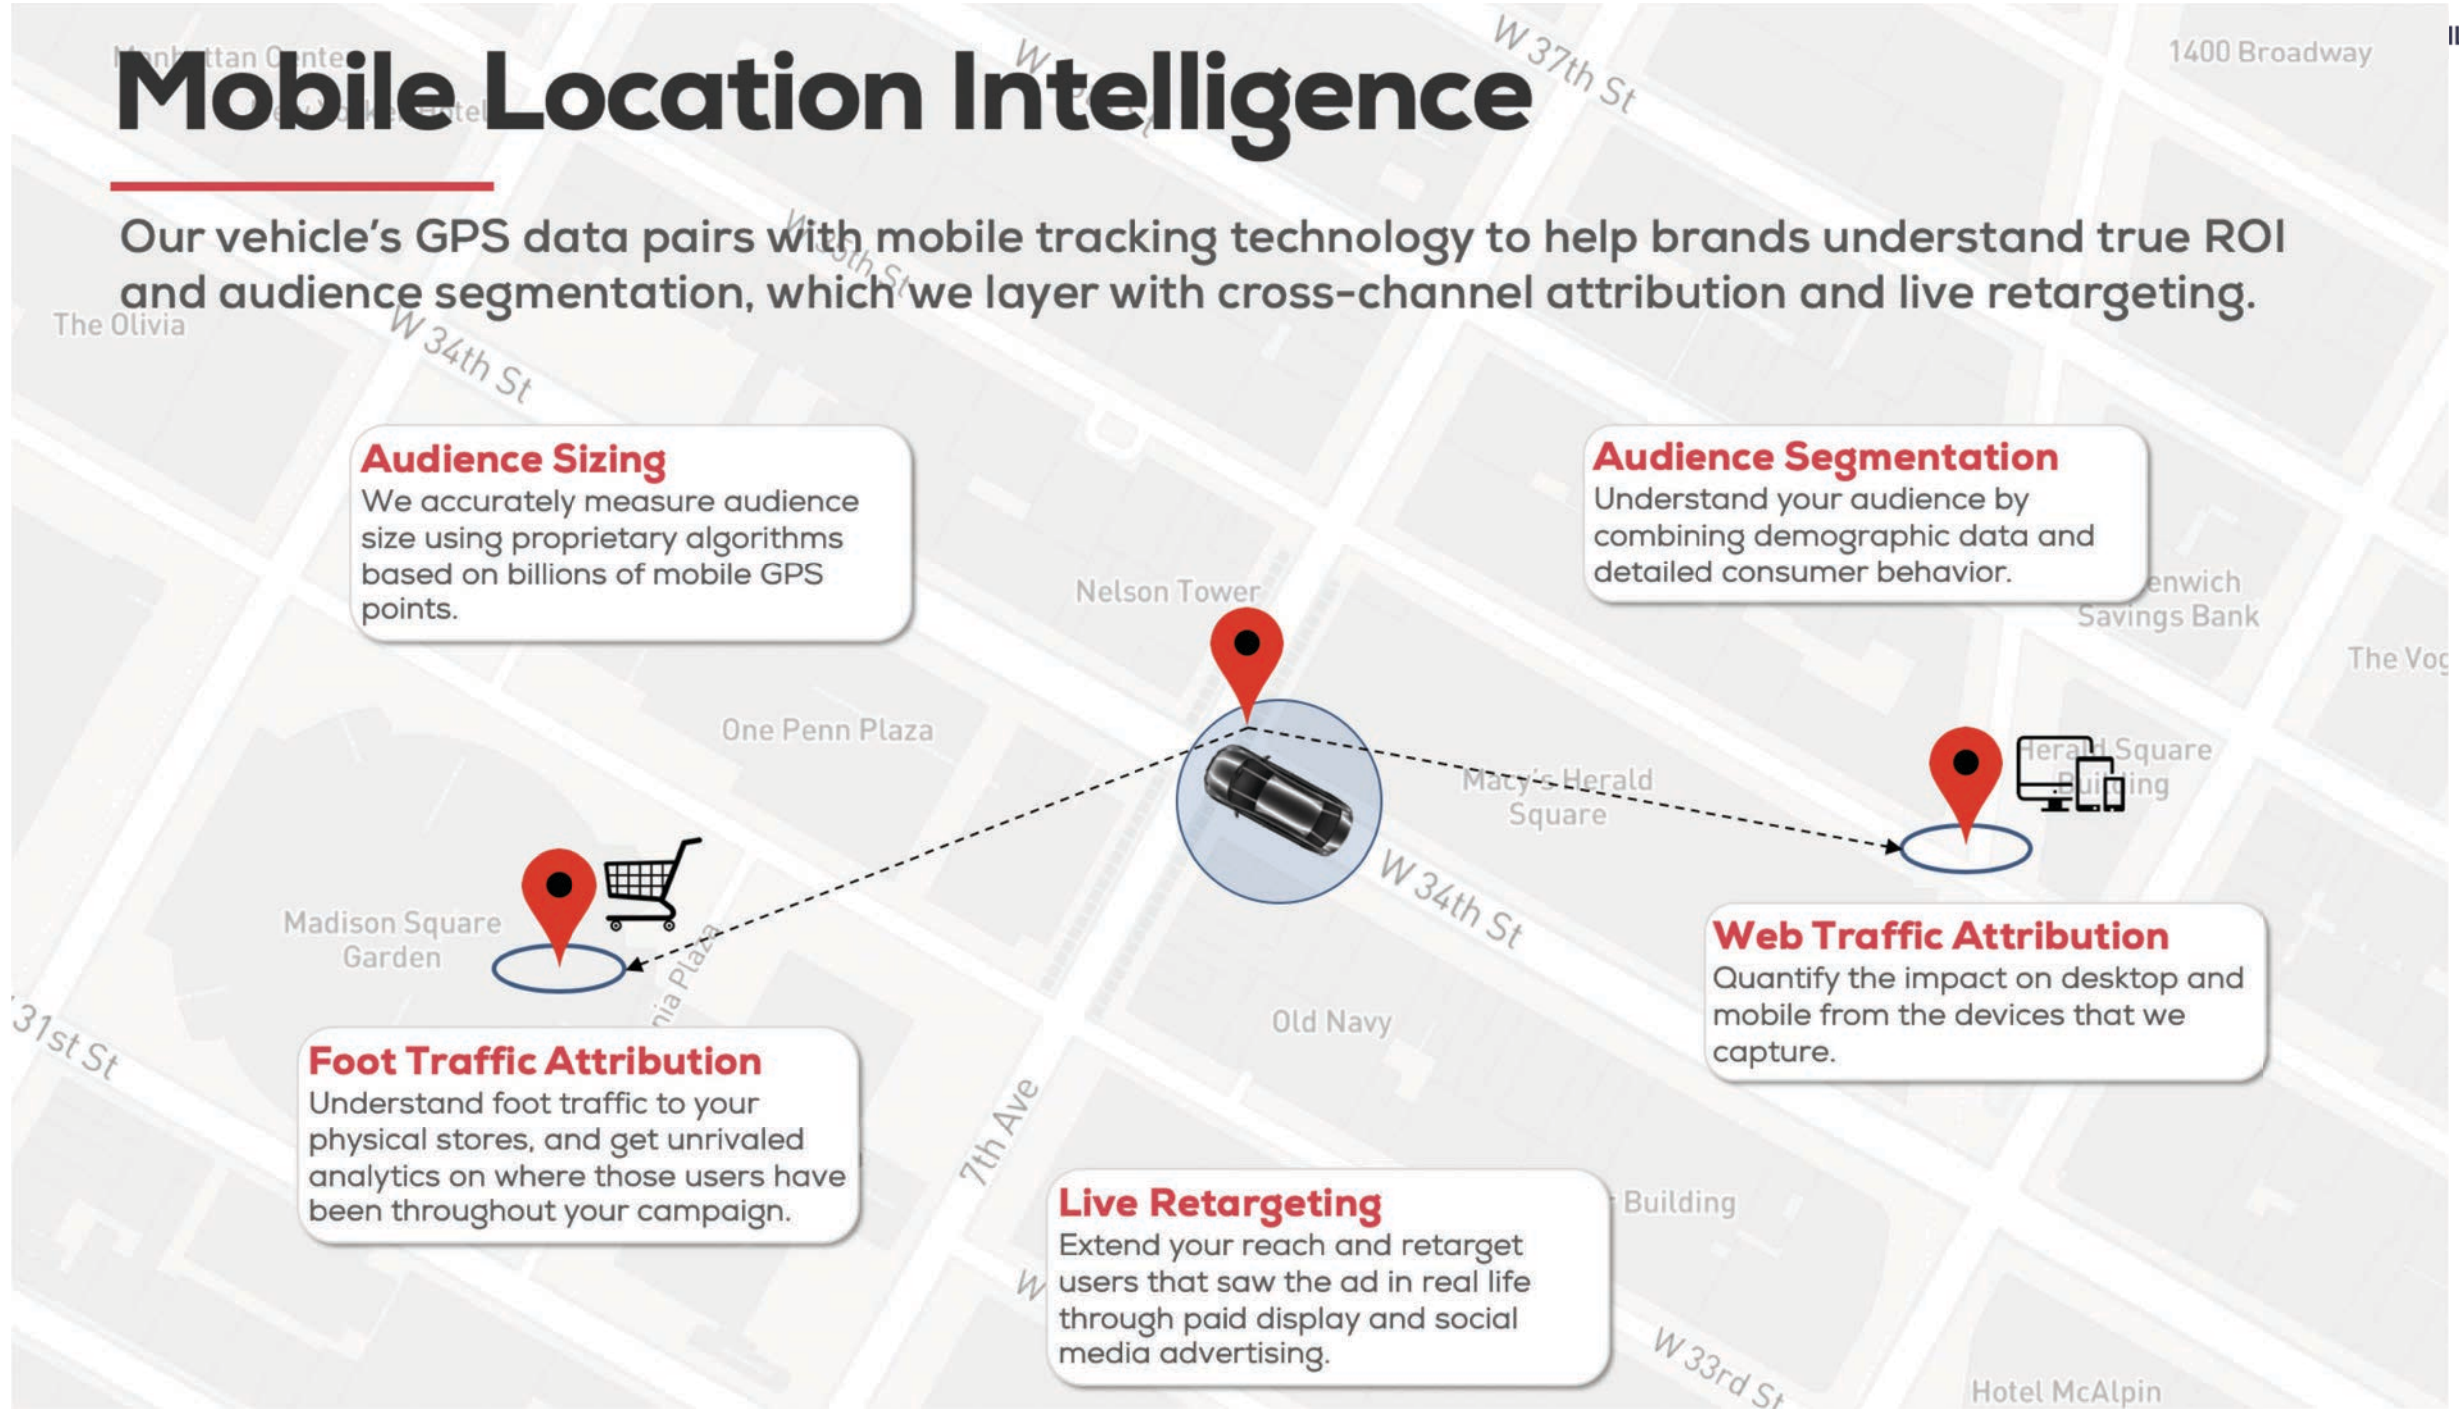 Mobile Location Intelligence
Our vehicle's GPS data pairs with mobile tracking technology to help brands understand true ROI
and audience segmentation, which we layer with cross-channel attribution and live retargeting.
W 37th St
1400 Broadway
The Olivia
W 34th St
Audience Sizing
We accurately measure audience
size using proprietary algorithms
based on billions of mobile GPS
points.
Audience Segmentation
Understand your audience by
combining demographic data and
detailed consumer behavior.
Nelson Tower
Savings Bank
The
One Penn Plaza
Macy's Herald
Square
Herald Square
Building
Madison Square
Garden
Plaza
W 34th St
31st St
Old Navy
7th Ave
Web Traffic Attribution
Quantify the impact on desktop and
mobile from the devices that we
capture.
Foot Traffic Attribution
Understand foot traffic to your
physical stores, and get unrivaled
analytics on where those users have
been throughout your campaign.
Live Retargeting
Extend your reach and retarget
users that saw the ad in real life
through paid display and social
media advertising.
W
Building
W 33rd St
Hotel McAlpin